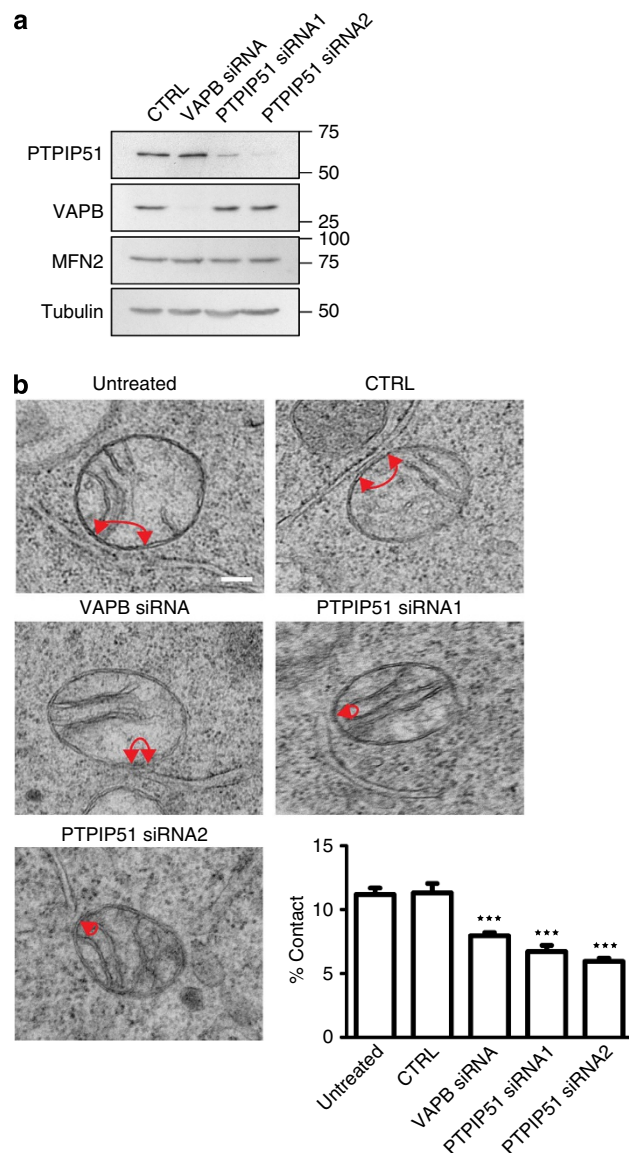 a
CTRL
VAPB siRNA
PTPIP51 siRNA1
PTPIP51 siRNA2
PTPIP51
75
50
VAPB
25
MFN2
100
75
Tubulin
50
b
Untreated
CTRL
VAPB siRNA
PTPIP51 siRNA1
PTPIP51 siRNA2
% Contact
15
10
5
0
***
***
***
Untreated
CTRL
VAPB siRNA
PTPIP51 siRNA1
PTPIP51 siRNA2